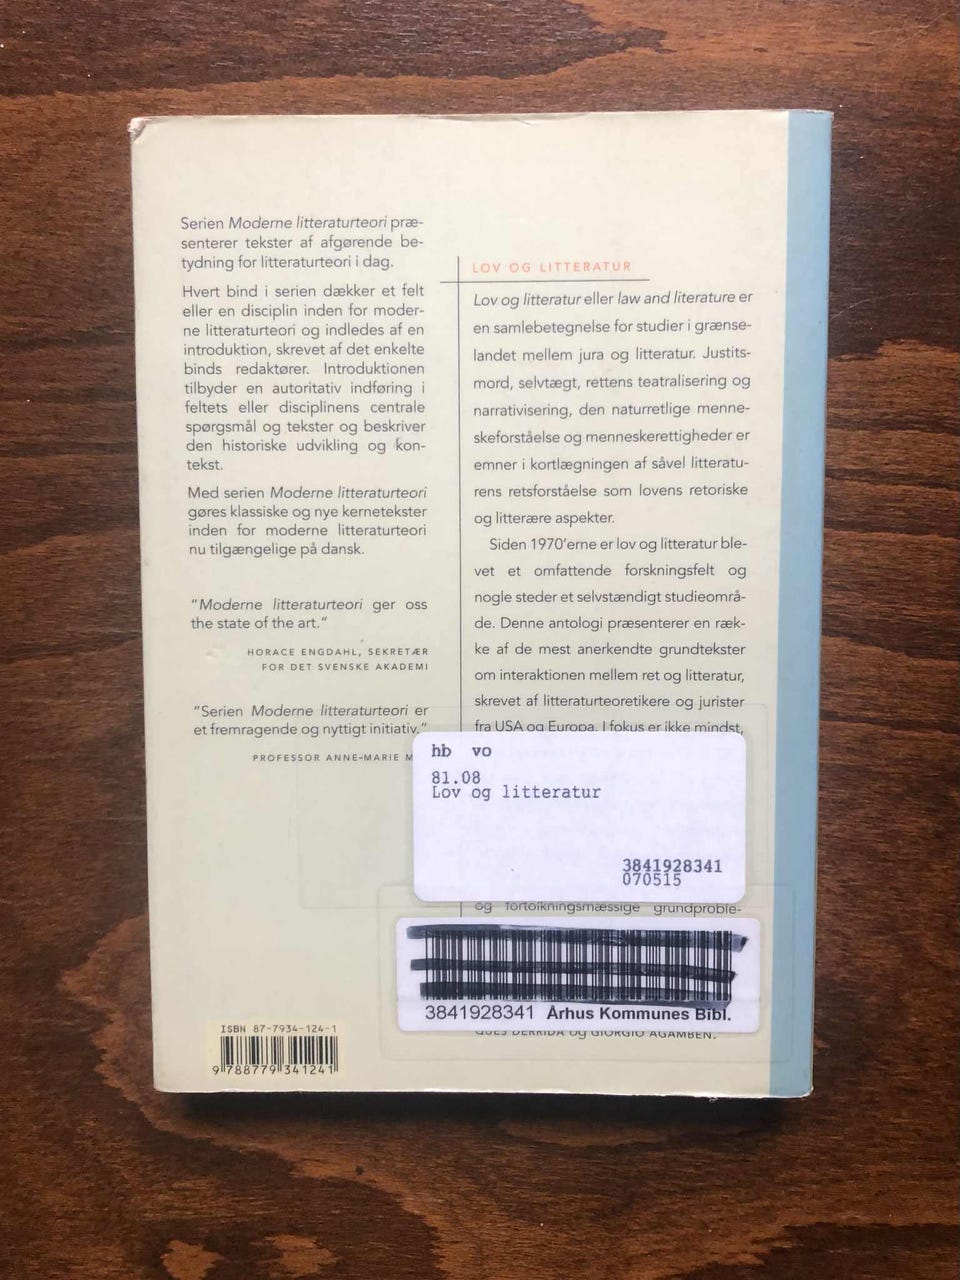 Serien Moderne litteraturteori præ-
senterer tekster af afgørende be-
tydning for litteraturteori i dag.
Hvert bind i serien dækker et felt
eller en disciplin inden for moder-
ne litteraturteori og indledes af en
introduktion, skrevet af det enkelte
binds redaktører. Introduktionen
tilbyder en autoritativ indføring i
feltets eller disciplinens centrale
spørgsmål og tekster og beskriver
den historiske udvikling og kon-
tekst.
Med serien Moderne litteraturteori
gøres klassiske og nye kernetekster
inden for moderne litteraturteori
nu tilgængelige på dansk.
"Moderne litteraturteori ger oss
the state of the art."
HORACE ENGDAHL, SEKRETÆR
FOR DET SVENSKE AKADEMI
"Serien Moderne litteraturteori er
et fremragende og nyttigt initiativ."
PROFESSOR ANNE-MARIE M
ISBN 87-7934-124-1
9 788779 341241
LOV OG LITTERATUR
Lov og litteratur eller law and literature er
en samlebetegnelse for studier i grænse-
landet mellem jura og litteratur. Justits-
mord, selvtægt, rettens teatralisering og
narrativisering, den naturretlige menne-
skeforståelse og menneskerettigheder er
emner i kortlægningen af såvel litteratu-
rens retsforståelse som lovens retoriske
og litterære aspekter.
Siden 1970'erne er lov og litteratur ble-
vet et omfattende forskningsfelt og
nogle steder et selvstændigt studieområ-
de. Denne antologi præsenterer en ræk-
ke af de mest anerkendte grundtekster
om interaktionen mellem ret og litteratur,
skrevet af litteraturteoretikere og jurister
fra USA og Europa. I fokus er ikke mindst,
hb vo
81.08
Lov og litteratur
3841928341
070515
og fortolkningsmæssige grundproble-
3841928341 Århus Kommunes Bibl.
QUES DERRIDA og GIORGIO AGAMBEN.